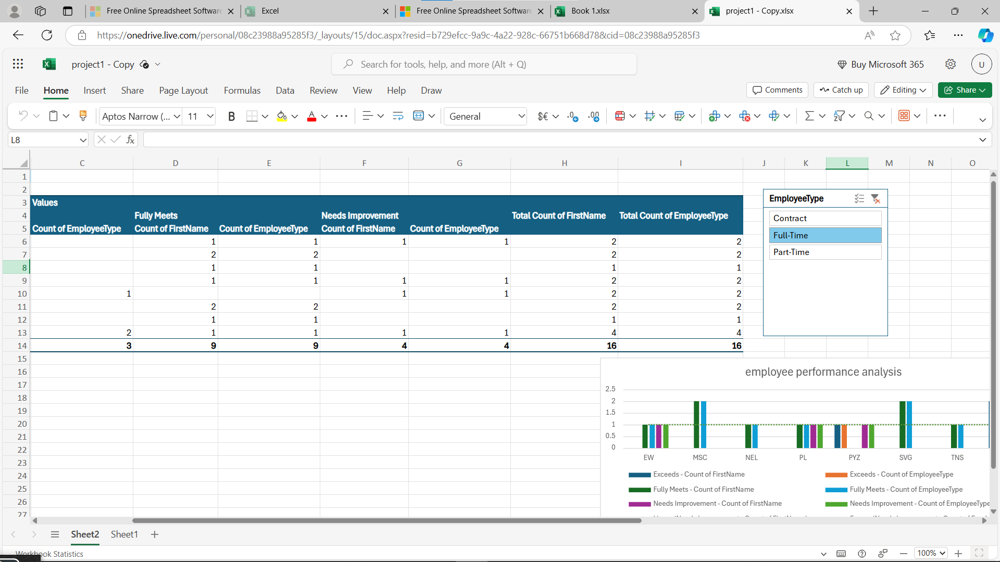 Free Online Spreadsheet Software
Excel
Free Online Spreadsheet Software
Book 1.xlsx
project1 - Copy.xlsx
https://onedrive.live.com/personal/08c23988a95285f3/_layouts/15/doc.aspx?resid=b729efcc-9a9c-4a22-928c-66751b668d78&cid=08c23988a95285f3
project1 - Copy
Search for tools, help, and more (Alt + Q)
Buy Microsoft 365
U
File Home Insert Share Page Layout Formulas Data Review View Help Draw
Comments Catch up Editing Share
Aptos Narrow (... 11 B A General $€
L8 fx
C D E F G H I J K L M N O
1
2
3 Values
4 Fully Meets Needs Improvement Total Count of FirstName Total Count of EmployeeType
5 Count of EmployeeType Count of FirstName Count of EmployeeType Count of FirstName Count of EmployeeType
6 1 1 1 1 2 2
7 2 2 2 2
8 1 1 1 1
9 1 1 1 1 2 2
10 1 1 1 2 2
11 2 2 2 2
12 1 1 1 1
13 2 1 1 1 1 4 4
14 3 9 9 4 4 16 16
15
16
17
18
19
20
21
22
23
24
25
26
27
EmployeeType
Contract
Full-Time
Part-Time
employee performance analysis
2.5
2
1.5
1
0.5
0
EW MSC NEL PL PYZ SVG TNS
Exceeds - Count of FirstName Exceeds - Count of EmployeeType
Fully Meets - Count of FirstName Fully Meets - Count of EmployeeType
Needs Improvement - Count of FirstName Needs Improvement - Count of EmployeeType
Sheet2 Sheet1
Workbook Statistics
100%